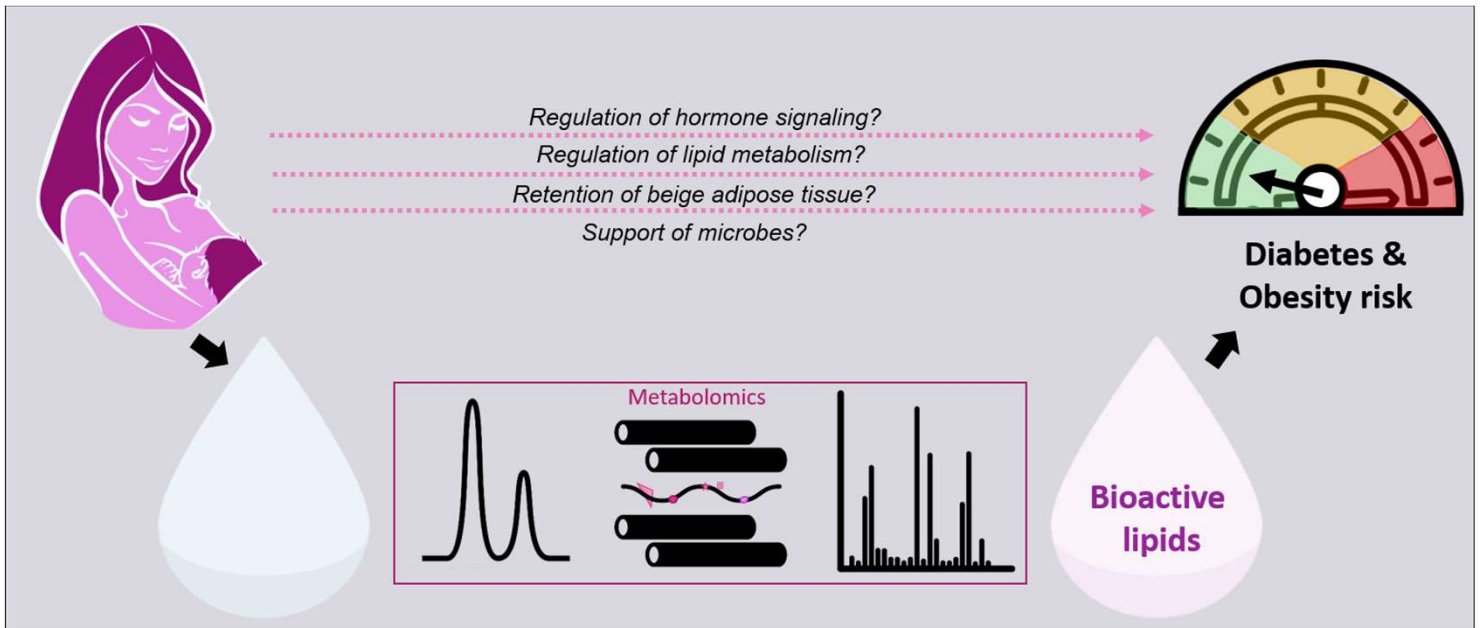 Regulation of hormone signaling?
Regulation of lipid metabolism?
Retention of beige adipose tissue?
Support of microbes?
Diabetes &
Obesity risk
Metabolomics
Bioactive
lipids